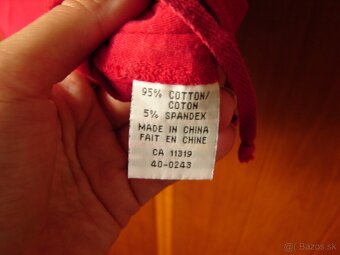 95% COTTON/
COTON
5% SPANDEX
MADE IN CHINA
FAIT EN CHINE
CA 11319
40-0243
Bazos.sk